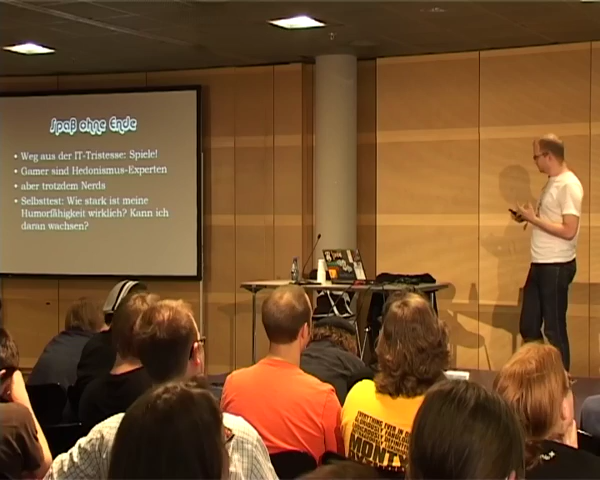 Spaß ohne Ende
• Weg aus der IT-Tristesse: Spiele!
• Gamer sind Hedonismus-Experten
• aber trotzdem Nerds
• Selbsttest: Wie stark ist meine
Humorfähigkeit wirklich? Kann ich
daran wachsen?
MONTY